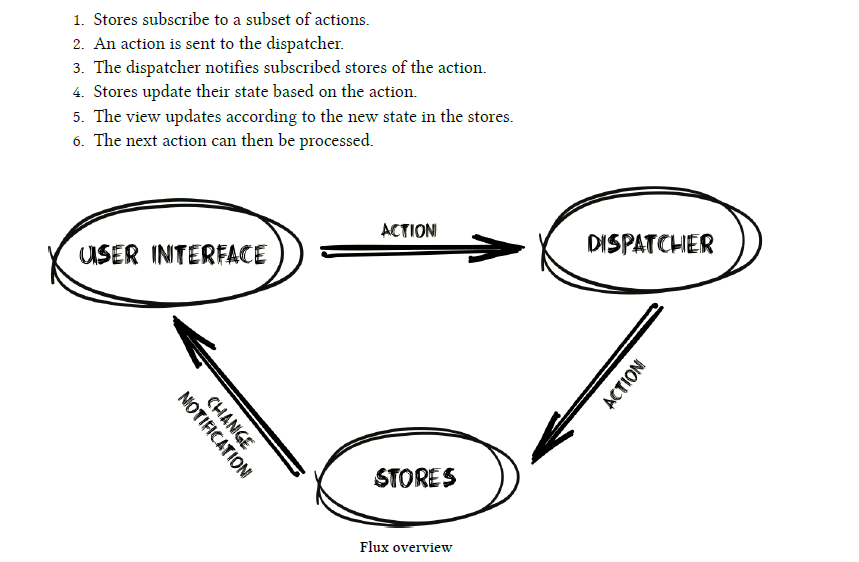 1. Stores subscribe to a subset of actions.
2. An action is sent to the dispatcher.
3. The dispatcher notifies subscribed stores of the action.
4. Stores update their state based on the action.
5. The view updates according to the new state in the stores.
6. The next action can then be processed.
USER INTERFACE
ACTION
DISPATCHER
ACTION
CHANGE
NOTIFICATION
STORES
Flux overview